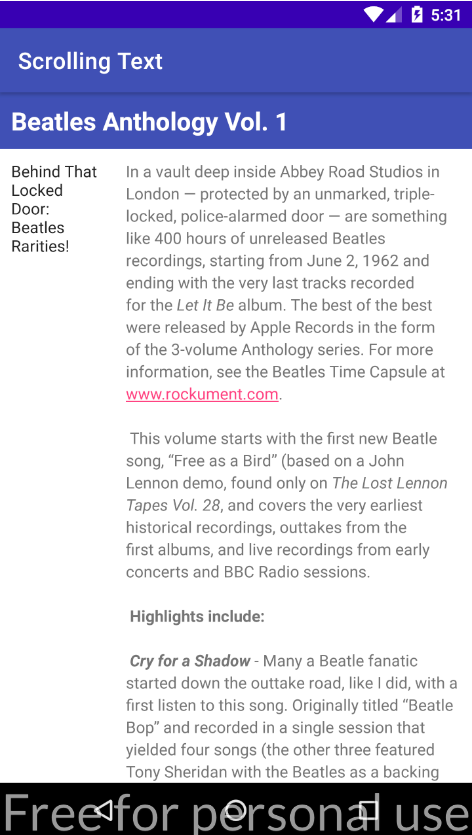 5:31
Scrolling Text
Beatles Anthology Vol. 1
Behind That
Locked
Door:
Beatles
Rarities!
In a vault deep inside Abbey Road Studios in
London — protected by an unmarked, triple-
locked, police-alarmed door — are something
like 400 hours of unreleased Beatles
recordings, starting from June 2, 1962 and
ending with the very last tracks recorded
for the Let It Be album. The best of the best
were released by Apple Records in the form
of the 3-volume Anthology series. For more
information, see the Beatles Time Capsule at
www.rockument.com.
This volume starts with the first new Beatle
song, “Free as a Bird” (based on a John
Lennon demo, found only on The Lost Lennon
Tapes Vol. 28, and covers the very earliest
historical recordings, outtakes from the
first albums, and live recordings from early
concerts and BBC Radio sessions.
Highlights include:
Cry for a Shadow - Many a Beatle fanatic
started down the outtake road, like I did, with a
first listen to this song. Originally titled “Beatle
Bop” and recorded in a single session that
yielded four songs (the other three featured
Tony Sheridan with the Beatles as a backing
Free for personal use